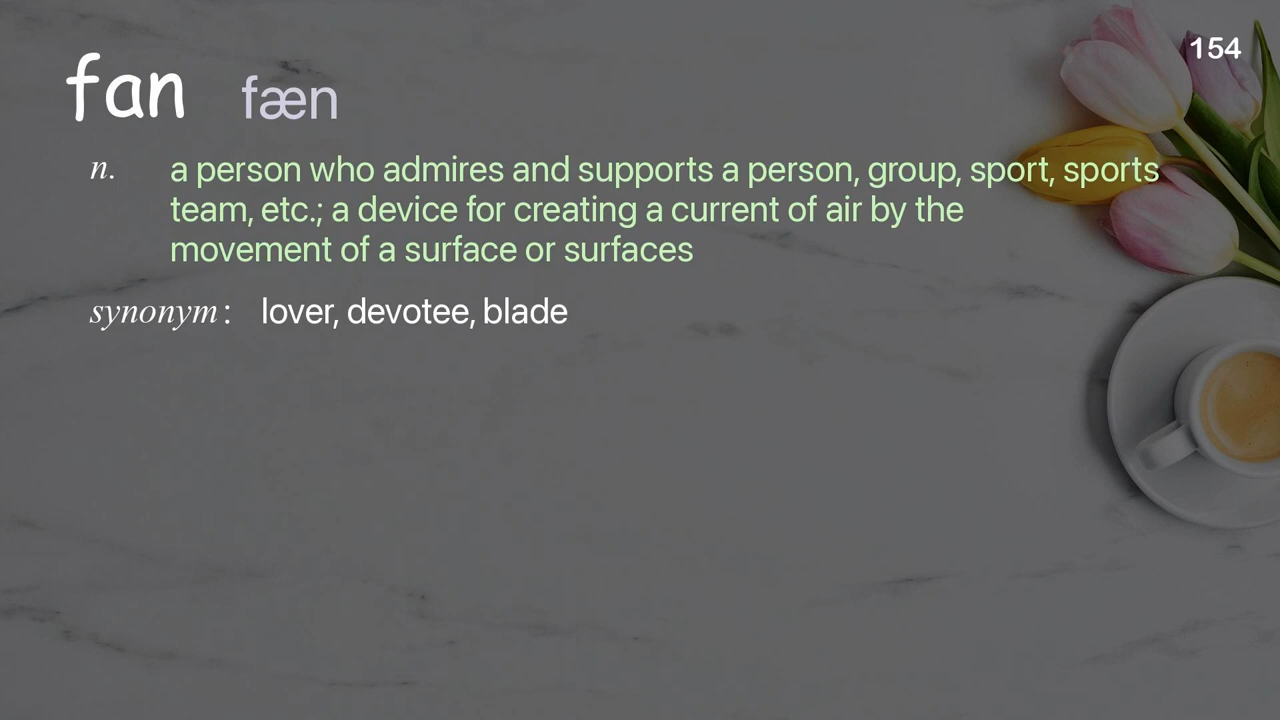 154
fan fæn
n. a person who admires and supports a person, group, sport, sports
team, etc.; a device for creating a current of air by the
movement of a surface or surfaces
synonym: lover, devotee, blade